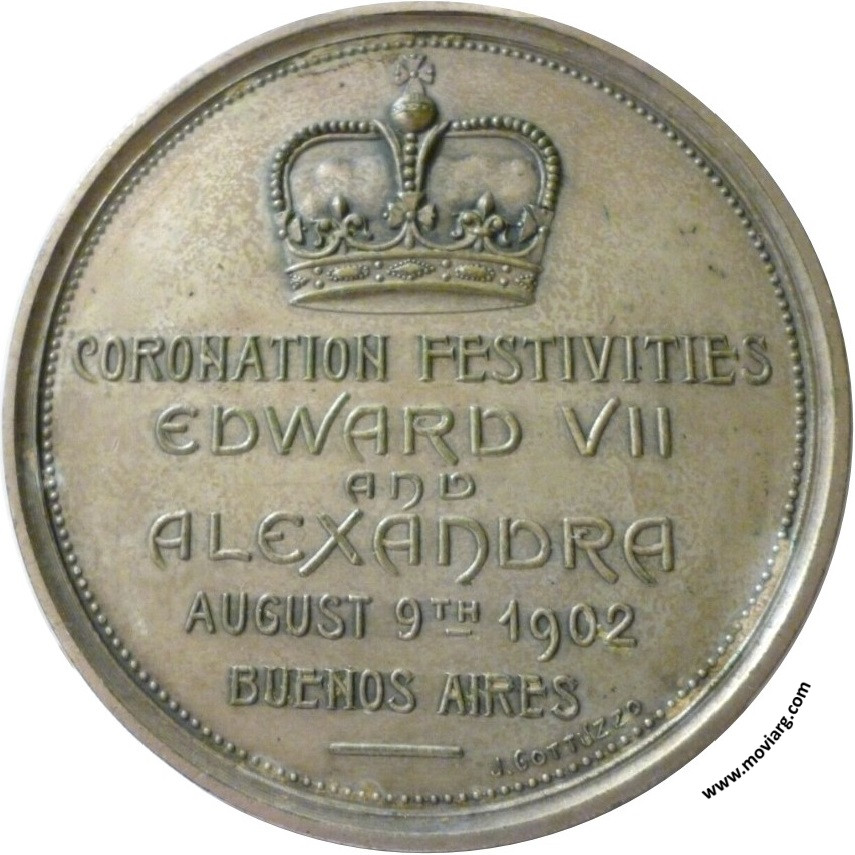 CORONATION FESTIVITIES
EDWARD VII
AND
ALEXANDRA
AUGUST 9TH 1902
BUENOS AIRES
J. GOTTUZZO
www.moviarg.com